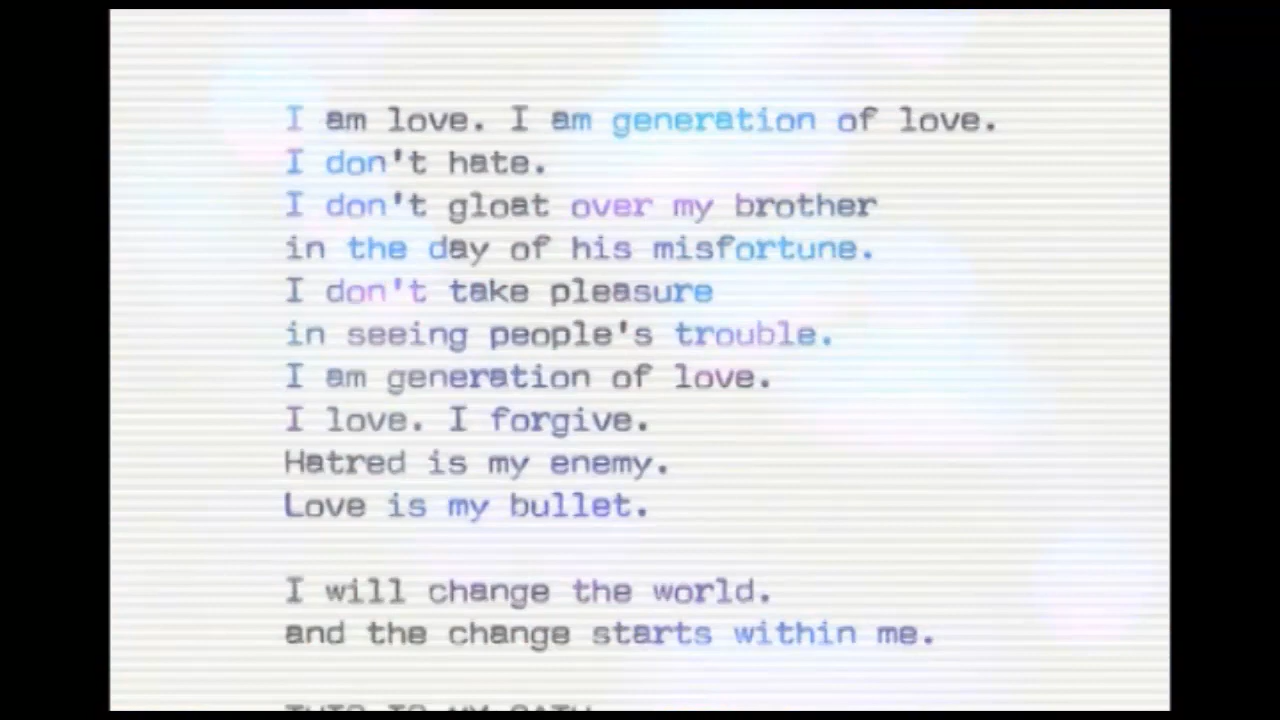 I am love. I am generation of love.
I don't hate.
I don't gloat over my brother
in the day of his misfortune.
I don't take pleasure
in seeing people's trouble.
I am generation of love.
I love. I forgive.
Hatred is my enemy.
Love is my bullet.
I will change the world.
and the change starts within me.